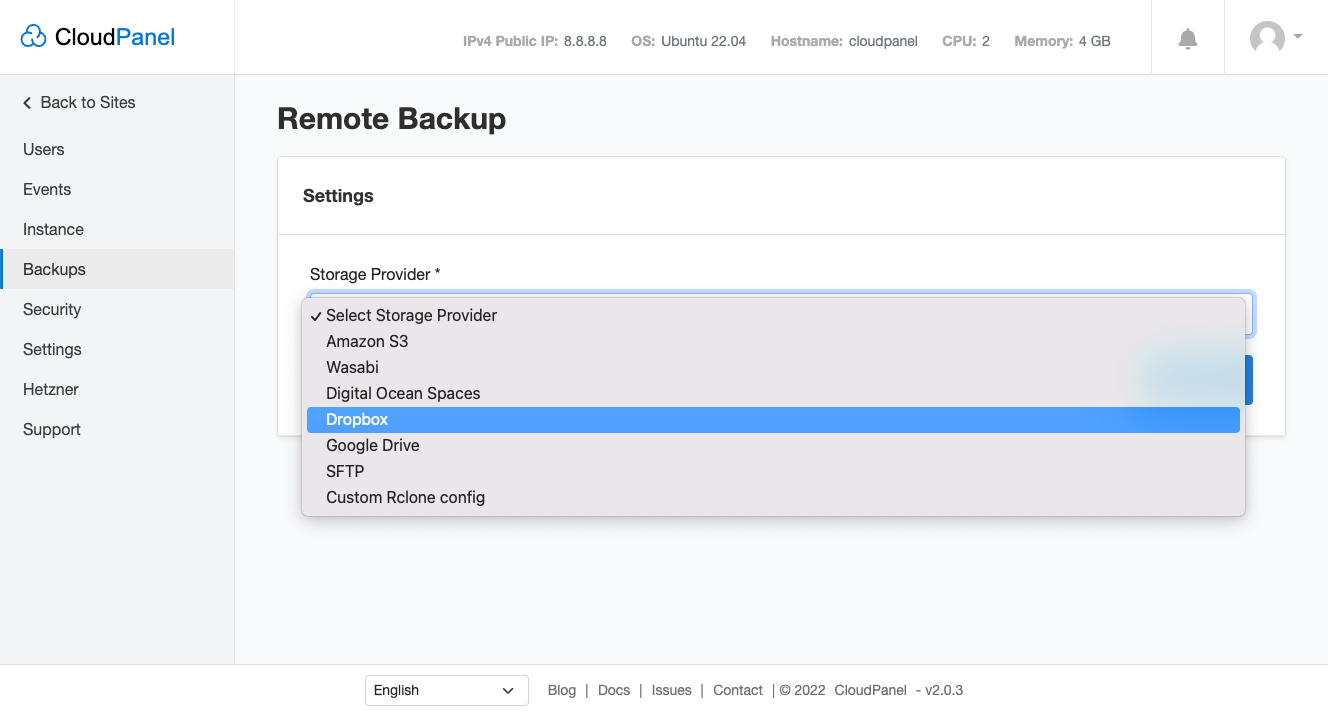 CloudPanel
IPv4 Public IP: 8.8.8.8 OS: Ubuntu 22.04 Hostname: cloudpanel CPU: 2 Memory: 4 GB
Back to Sites
Users
Events
Instance
Backups
Security
Settings
Hetzner
Support
Remote Backup
Settings
Storage Provider *
✓ Select Storage Provider
Amazon S3
Wasabi
Digital Ocean Spaces
Dropbox
Google Drive
SFTP
Custom Rclone config
English
Blog | Docs | Issues | Contact | © 2022 CloudPanel - v2.0.3